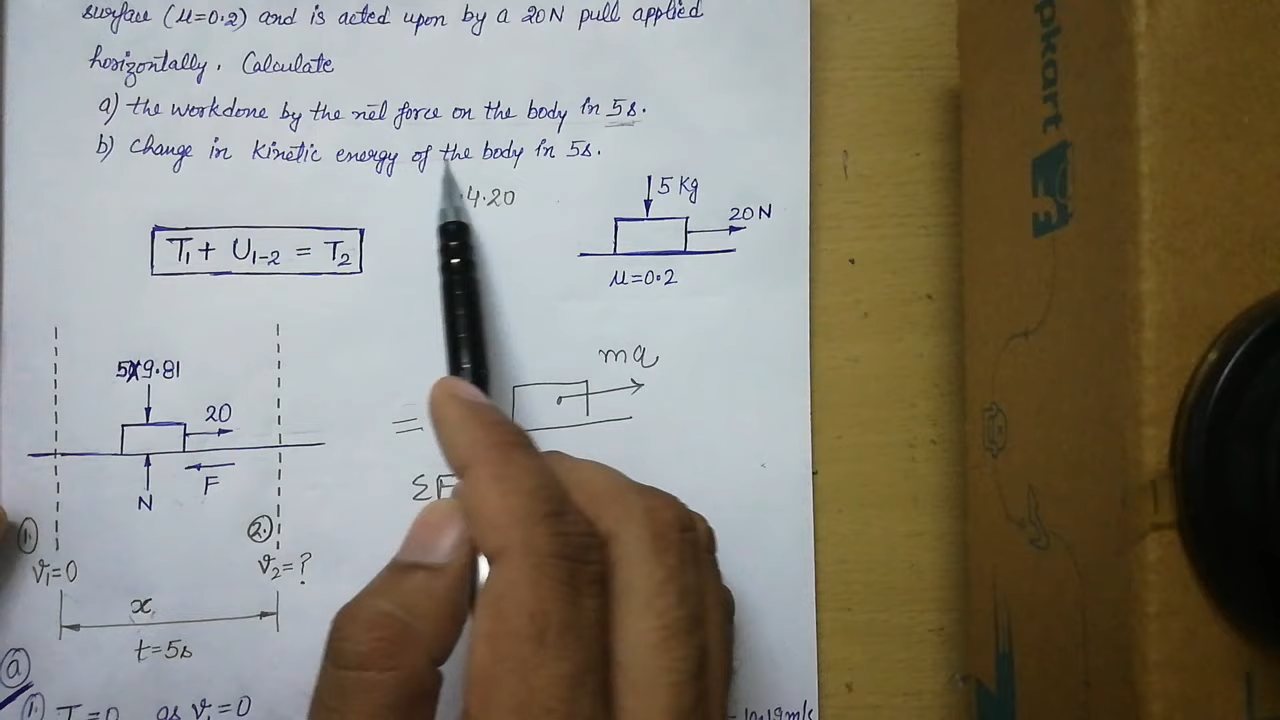 surface (μ=0.2) and is acted upon by a 20N pull applied
horizontally. Calculate
a) the workdone by the net force on the body in 5s.
b) Change in kinetic energy of the body in 5s.
.4.20
5 Kg
20N
μ=0.2
T₁ + U₁₋₂ = T₂
5X9.81
20
N
F
= ma
ΣF
1.
2.
v₁=0
v₂=?
x
t=5s
a
1. T₁=0 as v₁=0
pkart